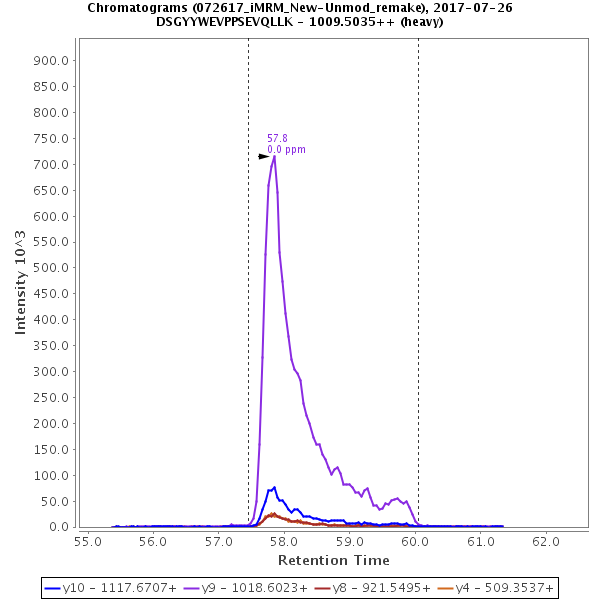 Chromatograms (072617_iMRM_New-Unmod_remake), 2017-07-26
DSGYYWEVPPSEVQLLK - 1009.5035++ (heavy)
900.0
850.0
800.0
750.0
700.0
650.0
600.0
550.0
500.0
450.0
400.0
350.0
300.0
250.0
200.0
150.0
100.0
50.0
0.0
Intensity 10^3
57.8
0.0 ppm
55.0 56.0 57.0 58.0 59.0 60.0 61.0 62.0
Retention Time
y10 - 1117.6707+ y9 - 1018.6023+ y8 - 921.5495+ y4 - 509.3537+